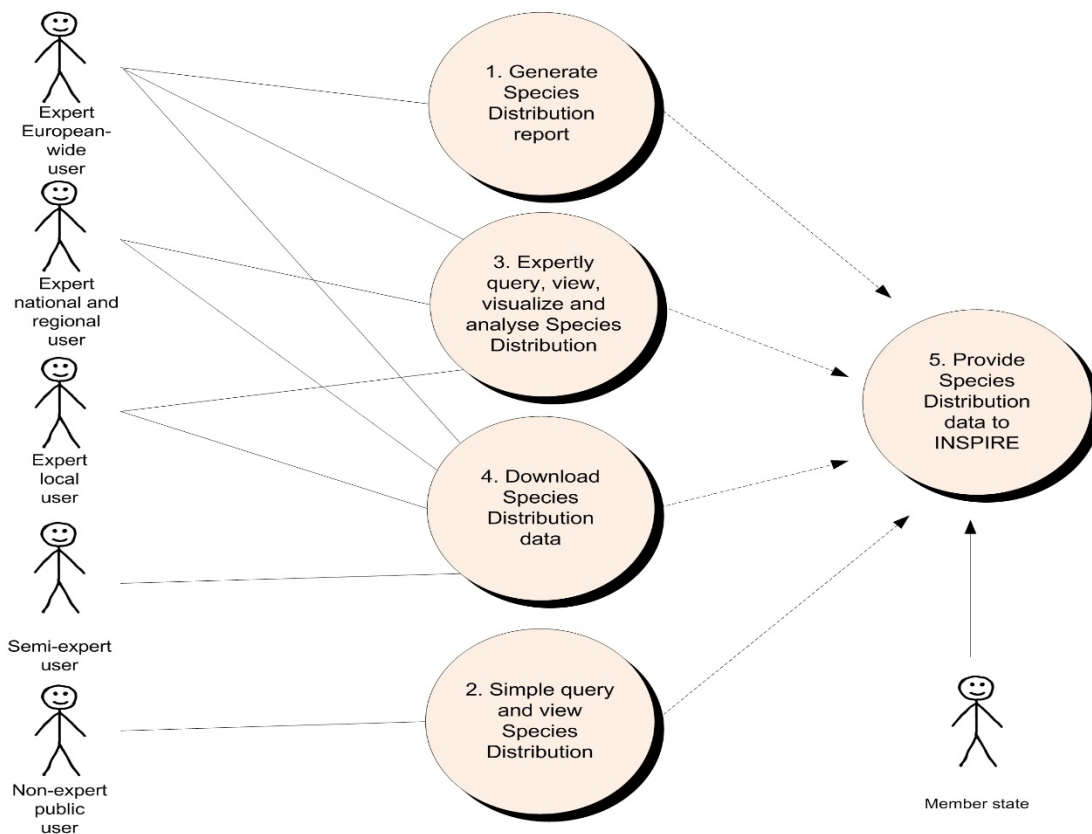 Expert
European-
wide
user
Expert
national and
regional
user
Expert
local
user
Semi-expert
user
Non-expert
public
user
1. Generate
Species
Distribution
report
3. Expertly
query, view,
visualize and
analyse Species
Distribution
4. Download
Species
Distribution
data
2. Simple query
and view
Species
Distribution
5. Provide
Species
Distribution
data to
INSPIRE
Member state